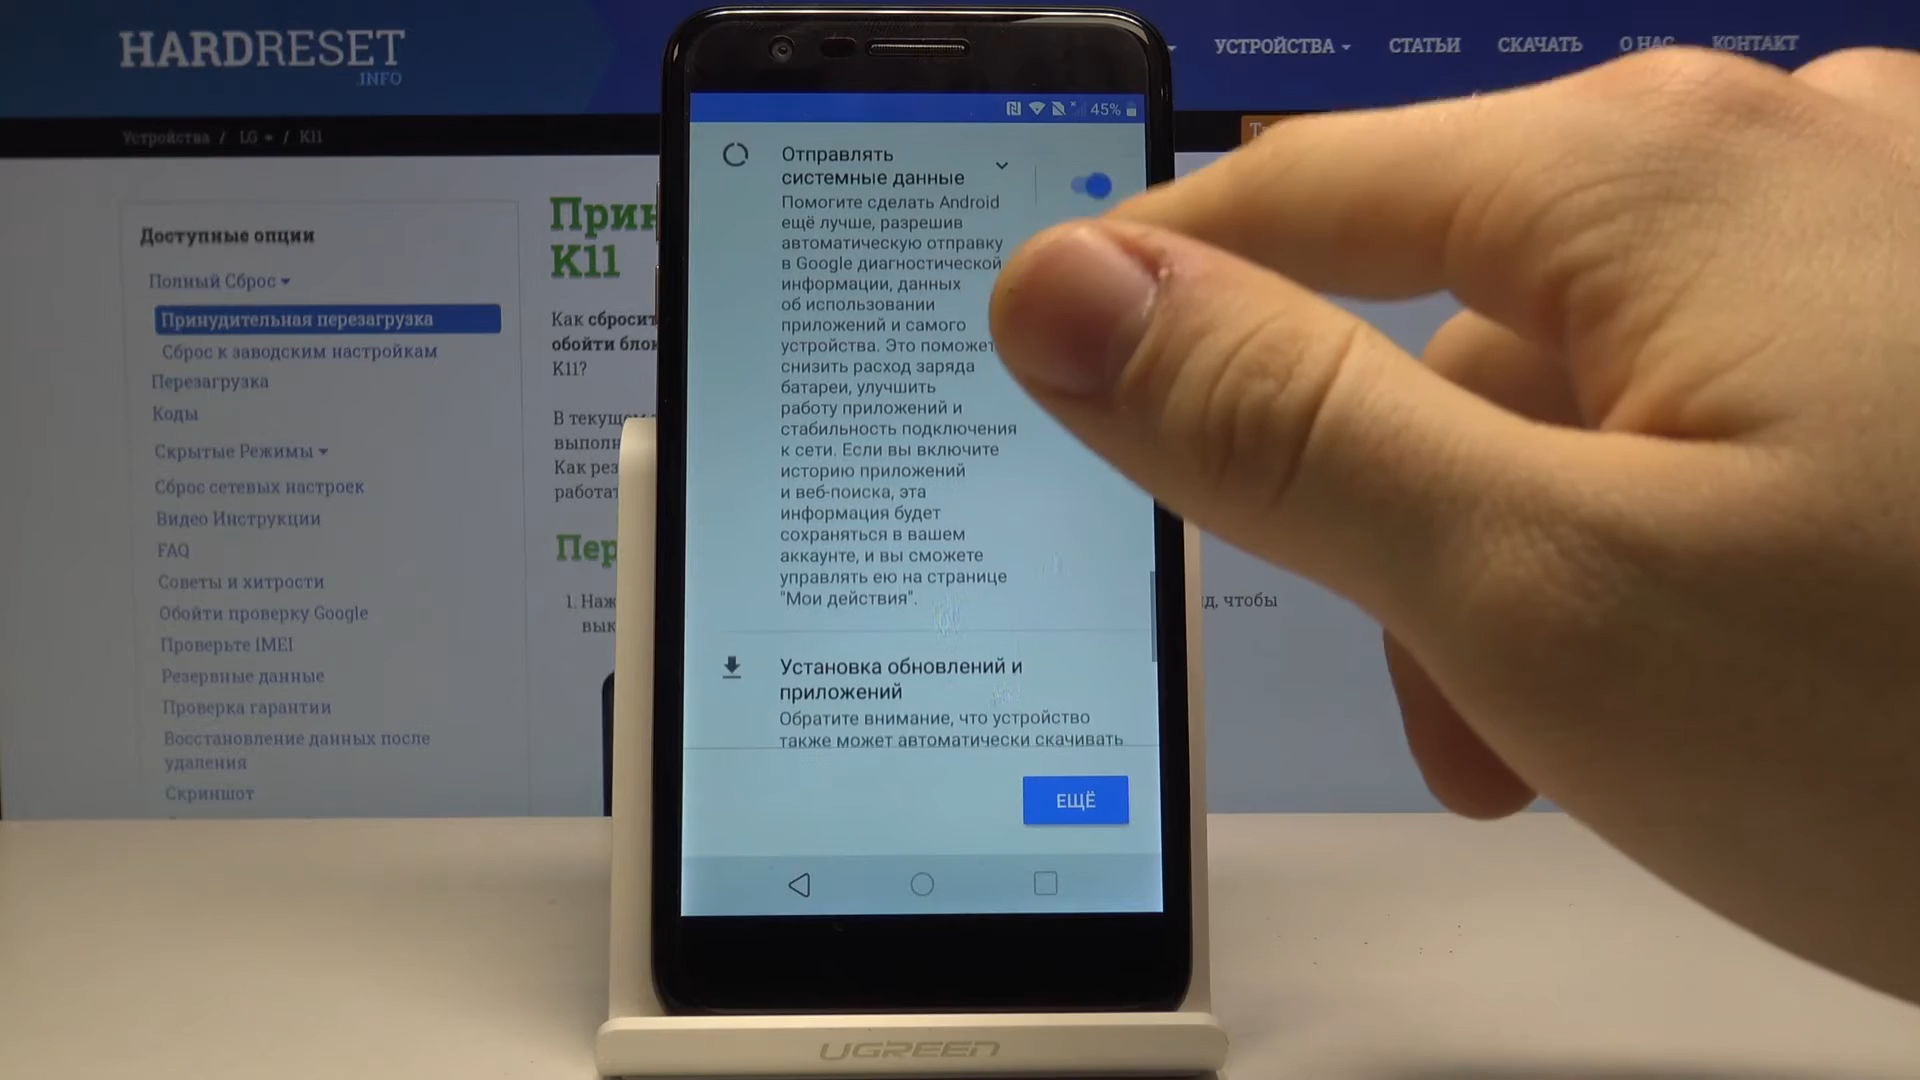 HARDRESET
.INFO
УСТРОЙСТВА
СТАТЬИ
СКАЧАТЬ
О НАС
КОНТАКТ
Устройства / LG / K11
Доступные опции
Полный Сброс
Принудительная перезагрузка
Сброс к заводским настройкам
Перезагрузка
Коды
Скрытые Режимы
Сброс сетевых настроек
Видео Инструкции
FAQ
Советы и хитрости
Обойти проверку Google
Проверьте IMEI
Резервные данные
Проверка гарантии
Восстановление данных после
удаления
Скриншот
K11
Как
K11?
В
Как
1.
чтобы
45%
Отправлять
системные данные
Помогите сделать Android
ещё лучше, разрешив
автоматическую отправку
в Google диагностической
информации, данных
об использовании
приложений и самого
устройства. Это поможет
снизить расход заряда
батареи, улучшить
работу приложений и
стабильность подключения
к сети. Если вы включите
историю приложений
и веб-поиска, эта
информация будет
сохраняться в вашем
аккаунте, и вы сможете
управлять ею на странице
"Мои действия".
Установка обновлений и
приложений
Обратите внимание, что устройство
также может автоматически скачивать
ЕЩЁ
UGREEN